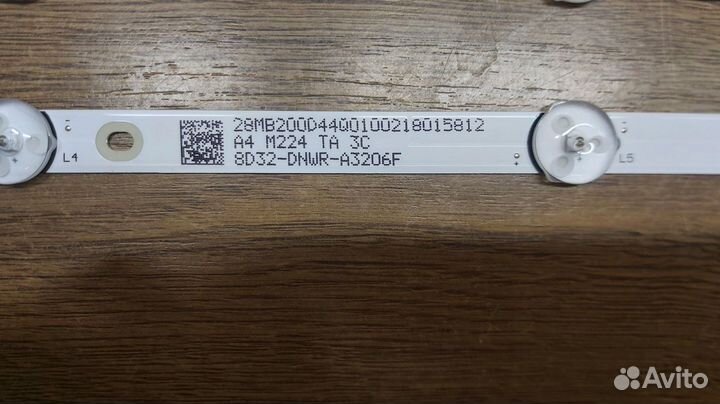 28MB200D44Q0100218015812
A4 M224 TA 3C
8D32-DNWR-A3206F
L4
L5
Avito